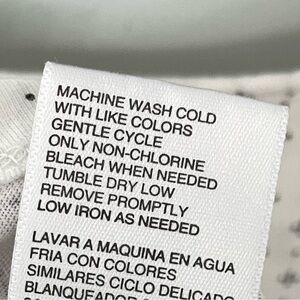 MACHINE WASH COLD
WITH LIKE COLORS
GENTLE CYCLE
ONLY NON-CHLORINE
BLEACH WHEN NEEDED
TUMBLE DRY LOW
REMOVE PROMPTLY
LOW IRON AS NEEDED
LAVAR A MAQUINA EN AGUA
FRIA CON COLORES
SIMILARES CICLO DELICADO
BLANQUEADOR